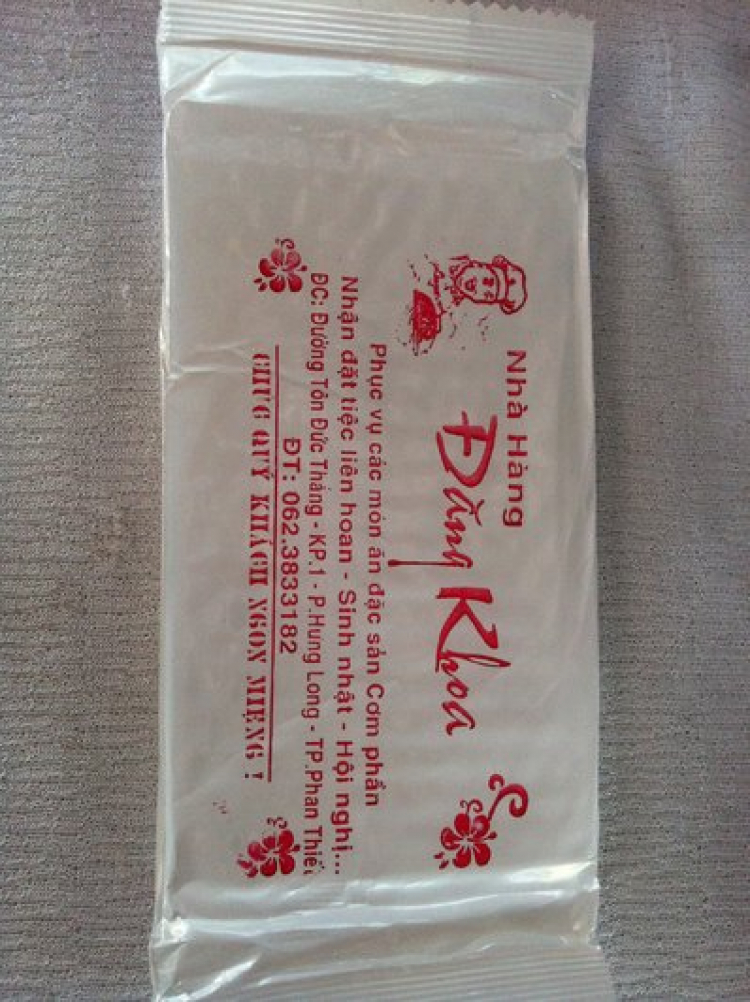 Nhà Hàng
Đăng Khoa
Phục vụ các món ăn đặc sản Cơm phần
Nhận đặt tiệc liên hoan - Sinh nhật - Hội nghị...
ĐC: Đường Tôn Đức Thắng - KP.1 - P.Hưng Long - TP.Phan Thiết
ĐT: 062.3833182
CHÚC QUÝ KHÁCH NGON MIỆNG !